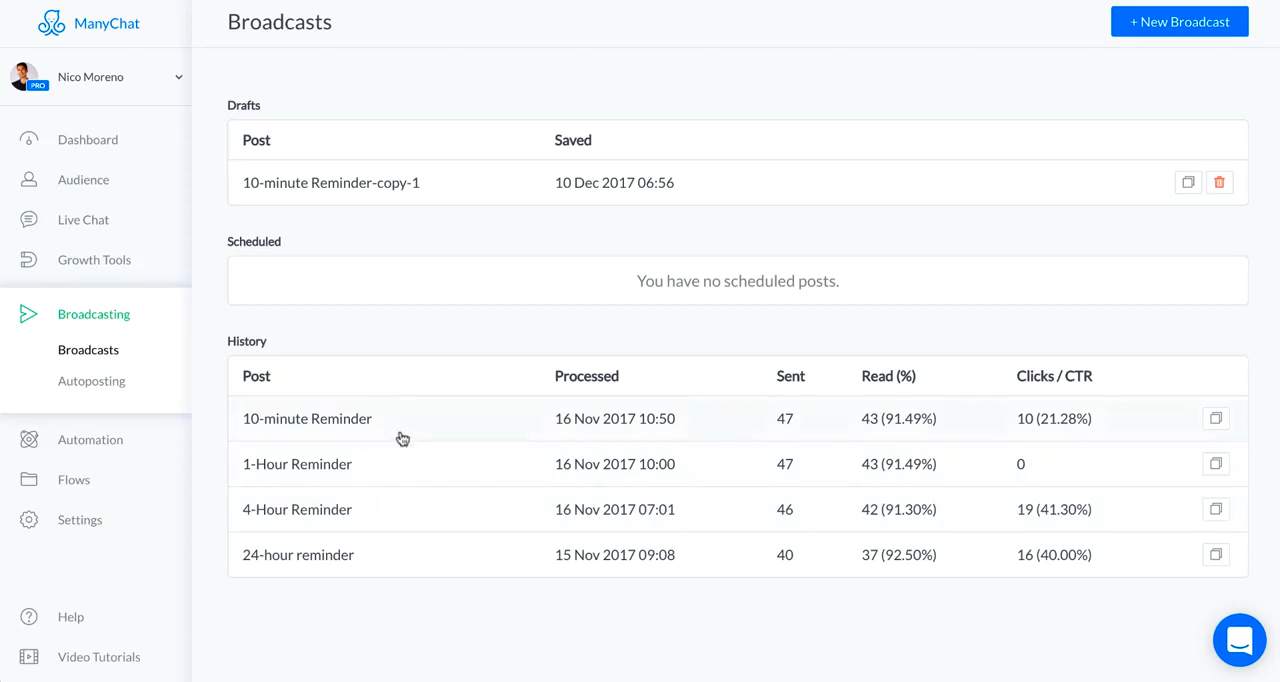 ManyChat
Broadcasts
+ New Broadcast
PRO
Nico Moreno
Dashboard
Audience
Live Chat
Growth Tools
Broadcasting
Broadcasts
Autoposting
Automation
Flows
Settings
Help
Video Tutorials
Drafts
Post Saved
10-minute Reminder-copy-1 10 Dec 2017 06:56
Scheduled
You have no scheduled posts.
History
Post Processed Sent Read (%) Clicks / CTR
10-minute Reminder 16 Nov 2017 10:50 47 43 (91.49%) 10 (21.28%)
1-Hour Reminder 16 Nov 2017 10:00 47 43 (91.49%) 0
4-Hour Reminder 16 Nov 2017 07:01 46 42 (91.30%) 19 (41.30%)
24-hour reminder 15 Nov 2017 09:08 40 37 (92.50%) 16 (40.00%)